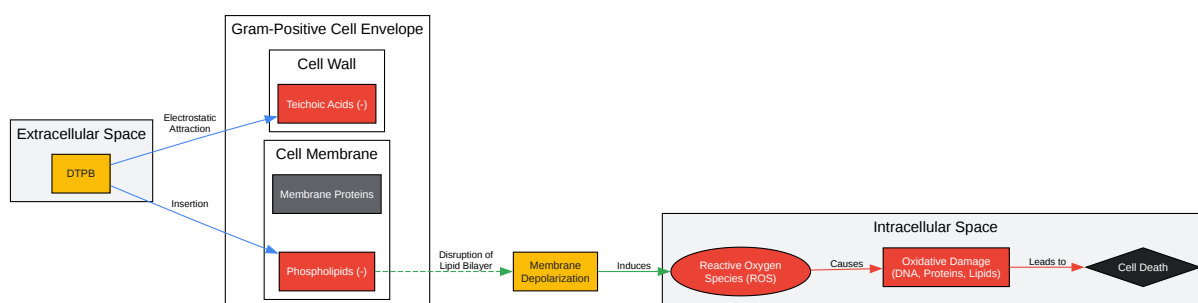 Gram-Positive Cell Envelope
Cell Wall
Teichoic Acids (-)
Electrostatic
Attraction
Extracellular Space
DTPB
Insertion
Cell Membrane
Membrane Proteins
Phospholipids (-)
Disruption of
Lipid Bilayer
Membrane
Depolarization
Induces
Intracellular Space
Reactive Oxygen
Species (ROS)
Causes
Oxidative Damage
(DNA, Proteins, Lipids)
Leads to
Cell Death